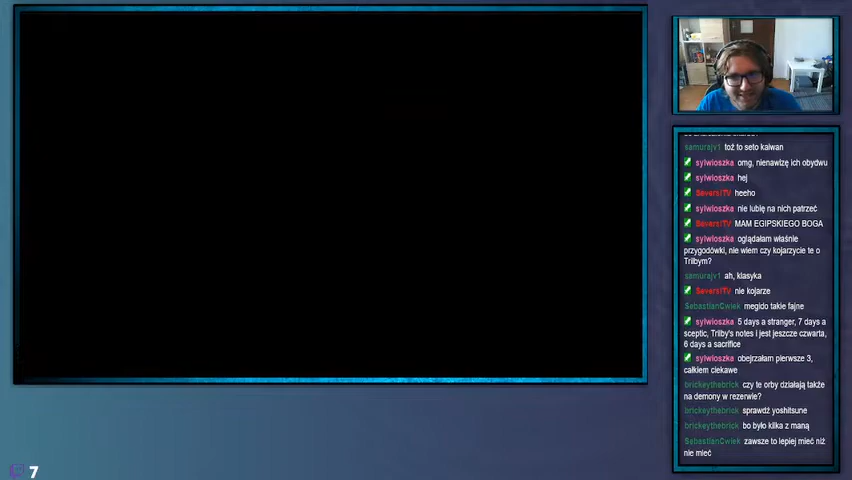 samurajv1 toż to seto kaiwan
sylwioszka omg, nienawizę ich obydwu
sylwioszka hej
SeversiTV heeho
sylwioszka nie lubię na nich patrzeć
SeversiTV MAM EGIPSKIEGO BOGA
sylwioszka oglądałam właśnie
przygodówki, nie wiem czy kojarzycie te o
Trilbym?
samurajv1 ah, klasyka
SeversiTV nie kojarze
SebastianCwiek megido takie fajne
sylwioszka 5 days a stranger, 7 days a
sceptic, Trilby's notes i jest jeszcze czwarta,
6 days a sacrifice
sylwioszka obejrzałam pierwsze 3,
całkiem ciekawe
brickeythebrick czy te orby działają także
na demony w rezerwie?
brickeythebrick sprawdź yoshitsune
brickeythebrick bo było kilka z maną
SebastianCwiek zawsze to lepiej mieć niż
nie mieć
7